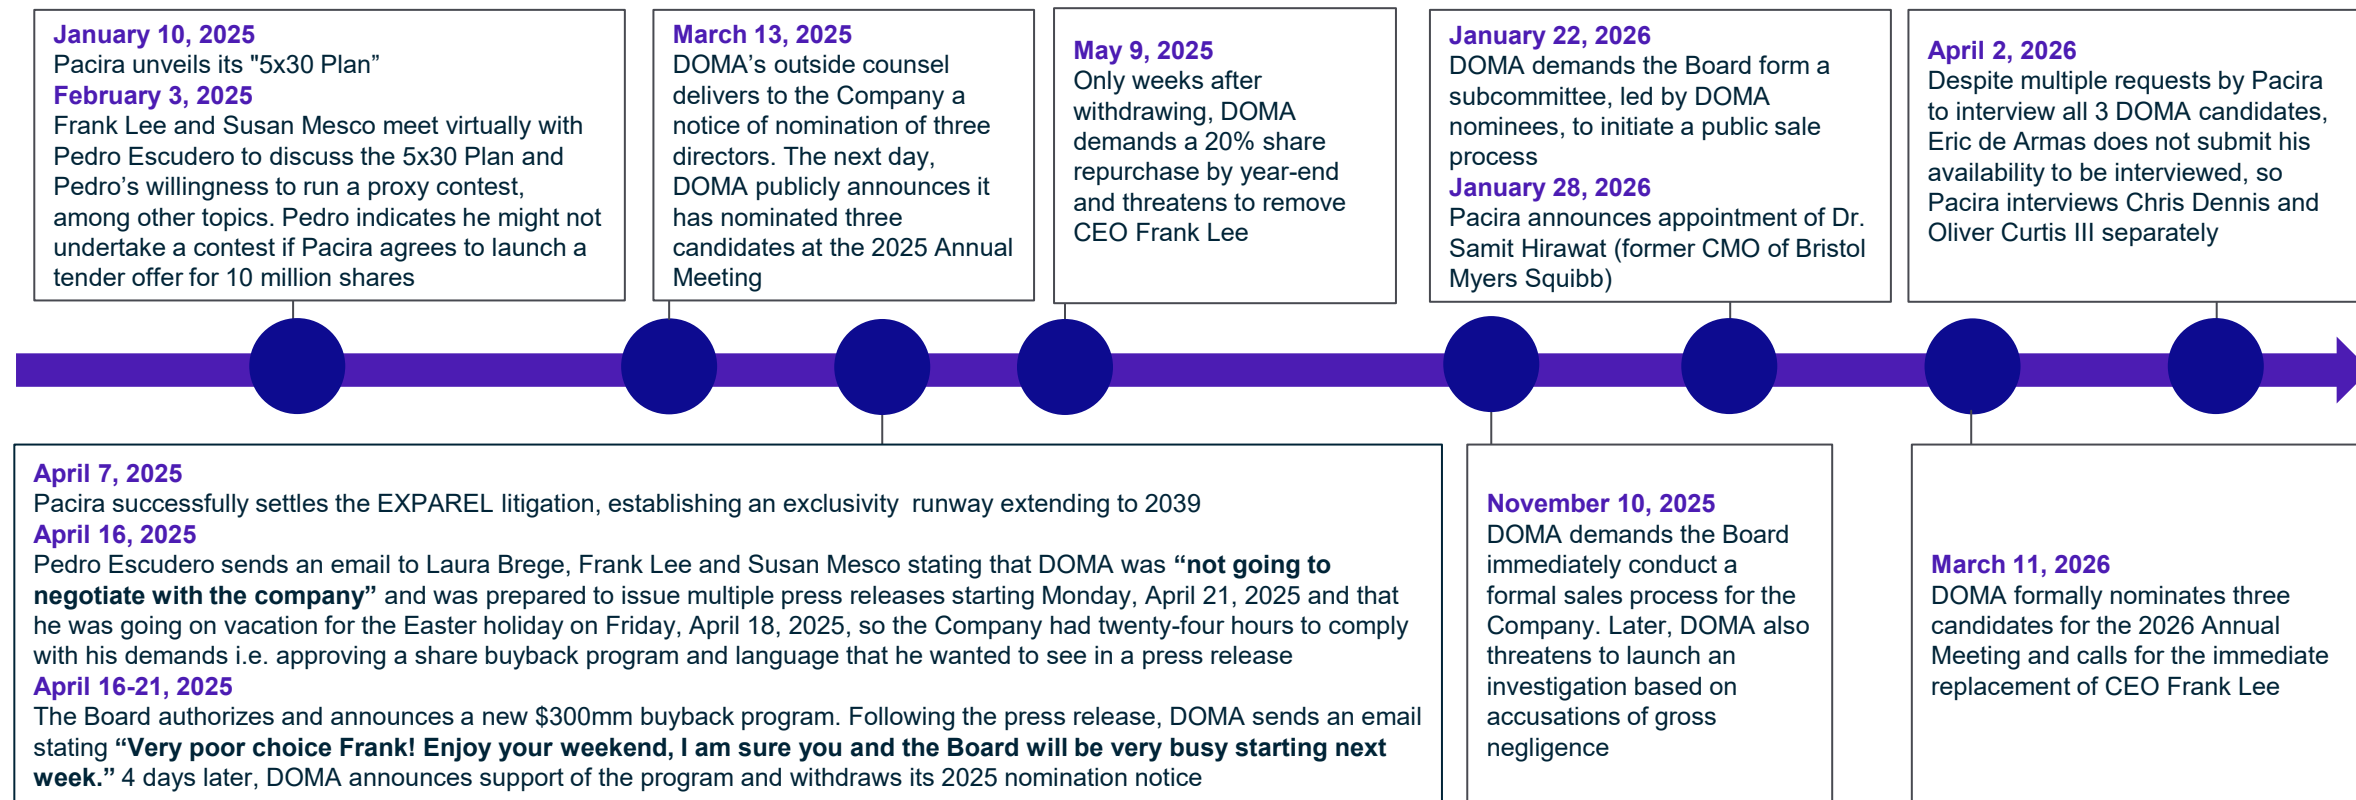 January 10, 2025
Pacira unveils its "5x30 Plan”
February 3, 2025
Frank Lee and Susan Mesco meet virtually with
Pedro Escudero to discuss the 5x30 Plan and
Pedro’s willingness to run a proxy contest,
among other topics. Pedro indicates he might not
undertake a contest if Pacira agrees to launch a
tender offer for 10 million shares
March 13, 2025
DOMA’s outside counsel
delivers to the Company a
notice of nomination of three
directors. The next day,
DOMA publicly announces it
has nominated three
candidates at the 2025 Annual
Meeting
May 9, 2025
Only weeks after
withdrawing, DOMA
demands a 20% share
repurchase by year-end
and threatens to remove
CEO Frank Lee
January 22, 2026
DOMA demands the Board form a
subcommittee, led by DOMA
nominees, to initiate a public sale
process
January 28, 2026
Pacira announces appointment of Dr.
Samit Hirawat (former CMO of Bristol
Myers Squibb)
April 2, 2026
Despite multiple requests by Pacira
to interview all 3 DOMA candidates,
Eric de Armas does not submit his
availability to be interviewed, so
Pacira interviews Chris Dennis and
Oliver Curtis III separately
April 7, 2025
Pacira successfully settles the EXPAREL litigation, establishing an exclusivity  runway extending to 2039
April 16, 2025
Pedro Escudero sends an email to Laura Brege, Frank Lee and Susan Mesco stating that DOMA was “not going to
negotiate with the company” and was prepared to issue multiple press releases starting Monday, April 21, 2025 and that
he was going on vacation for the Easter holiday on Friday, April 18, 2025, so the Company had twenty-four hours to comply
with his demands i.e. approving a share buyback program and language that he wanted to see in a press release
April 16-21, 2025
The Board authorizes and announces a new $300mm buyback program. Following the press release, DOMA sends an email
stating “Very poor choice Frank! Enjoy your weekend, I am sure you and the Board will be very busy starting next
week.” 4 days later, DOMA announces support of the program and withdraws its 2025 nomination notice
November 10, 2025
DOMA demands the Board
immediately conduct a
formal sales process for the
Company. Later, DOMA also
threatens to launch an
investigation based on
accusations of gross
negligence
March 11, 2026
DOMA formally nominates three
candidates for the 2026 Annual
Meeting and calls for the immediate
replacement of CEO Frank Lee